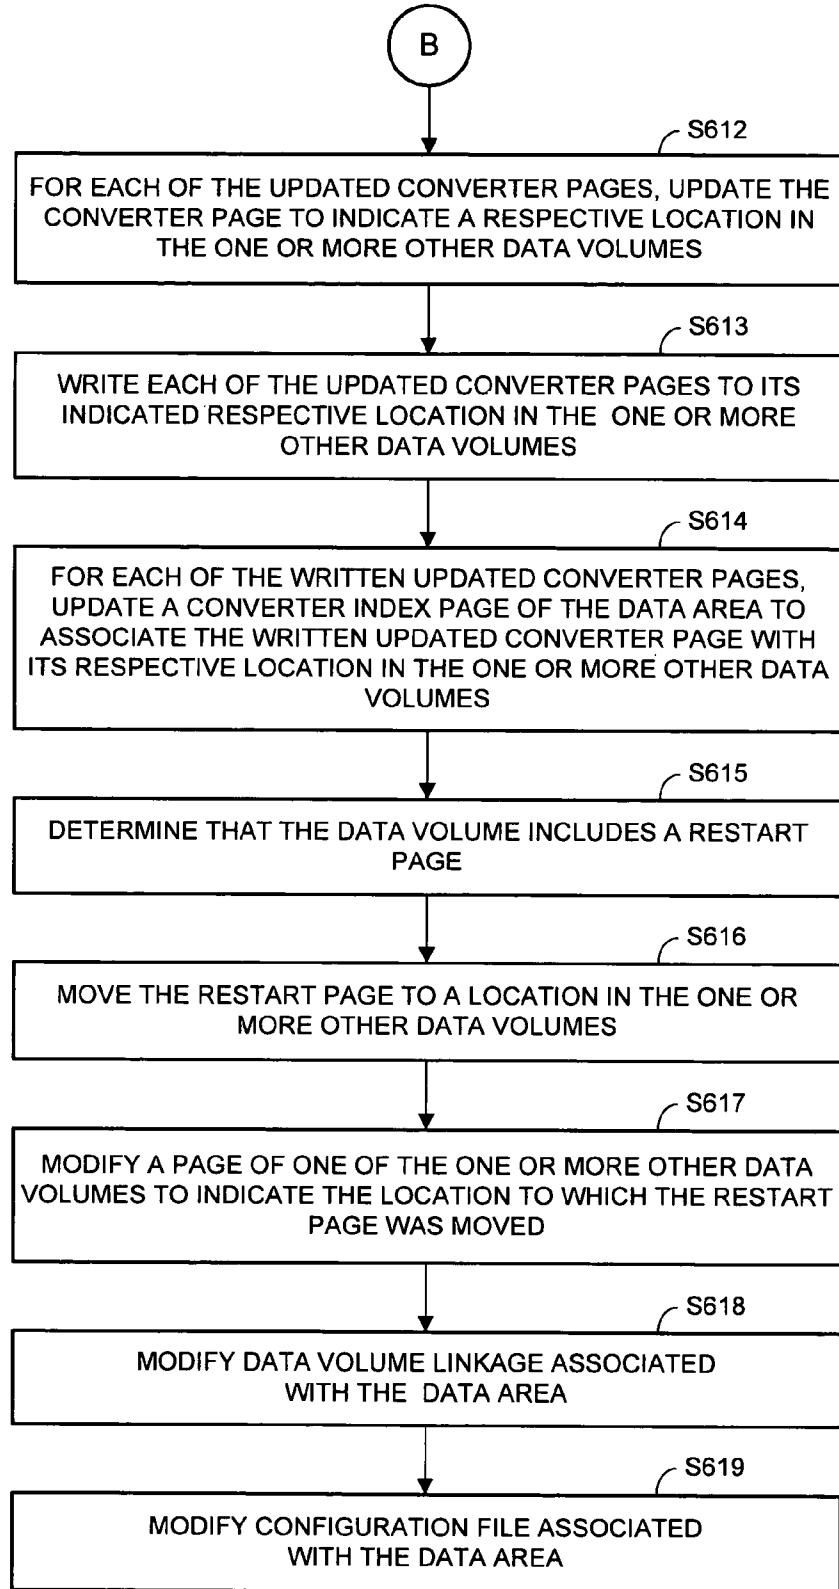 B
S612
FOR EACH OF THE UPDATED CONVERTER PAGES, UPDATE THE
CONVERTER PAGE TO INDICATE A RESPECTIVE LOCATION IN
THE ONE OR MORE OTHER DATA VOLUMES
S613
WRITE EACH OF THE UPDATED CONVERTER PAGES TO ITS
INDICATED RESPECTIVE LOCATION IN THE ONE OR MORE
OTHER DATA VOLUMES
S614
FOR EACH OF THE WRITTEN UPDATED CONVERTER PAGES,
UPDATE A CONVERTER INDEX PAGE OF THE DATA AREA TO
ASSOCIATE THE WRITTEN UPDATED CONVERTER PAGE WITH
ITS RESPECTIVE LOCATION IN THE ONE OR MORE OTHER DATA
VOLUMES
S615
DETERMINE THAT THE DATA VOLUME INCLUDES A RESTART
PAGE
S616
MOVE THE RESTART PAGE TO A LOCATION IN THE ONE OR
MORE OTHER DATA VOLUMES
S617
MODIFY A PAGE OF ONE OF THE ONE OR MORE OTHER DATA
VOLUMES TO INDICATE THE LOCATION TO WHICH THE RESTART
PAGE WAS MOVED
S618
MODIFY DATA VOLUME LINKAGE ASSOCIATED
WITH THE DATA AREA
S619
MODIFY CONFIGURATION FILE ASSOCIATED
WITH THE DATA AREA